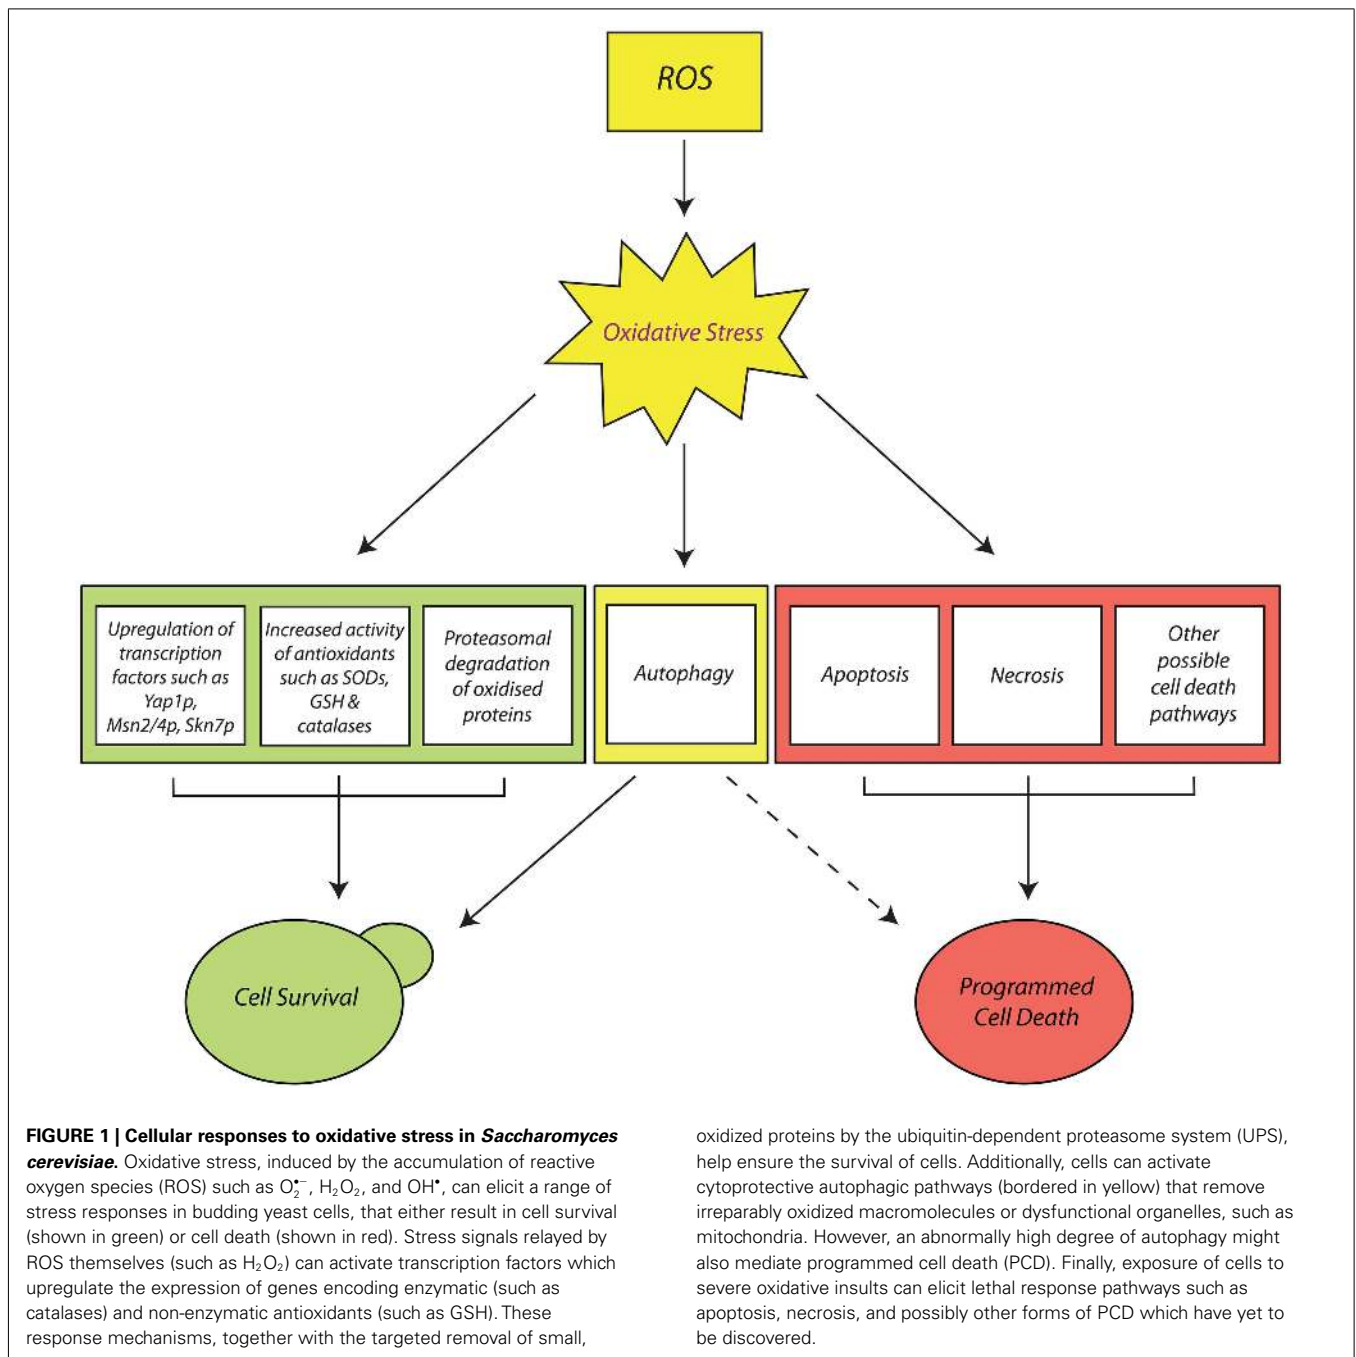 ROS
Oxidative Stress
Upregulation of
transcription
factors such as
Yap1p,
Msn2/4p, Skn7p
Increased activity
of antioxidants
such as SODs,
GSH &
catalases
Proteasomal
degradation
of oxidised
proteins
Autophagy
Apoptosis
Necrosis
Other
possible
cell death
pathways
Cell Survival
Programmed
Cell Death
FIGURE 1 | Cellular responses to oxidative stress in Saccharomyces
cerevisiae. Oxidative stress, induced by the accumulation of reactive
oxygen species (ROS) such as O₂•⁻, H₂O₂, and OH•, can elicit a range of
stress responses in budding yeast cells, that either result in cell survival
(shown in green) or cell death (shown in red). Stress signals relayed by
ROS themselves (such as H₂O₂) can activate transcription factors which
upregulate the expression of genes encoding enzymatic (such as
catalases) and non-enzymatic antioxidants (such as GSH). These
response mechanisms, together with the targeted removal of small,
oxidized proteins by the ubiquitin-dependent proteasome system (UPS),
help ensure the survival of cells. Additionally, cells can activate
cytoprotective autophagic pathways (bordered in yellow) that remove
irreparably oxidized macromolecules or dysfunctional organelles, such as
mitochondria. However, an abnormally high degree of autophagy might
also mediate programmed cell death (PCD). Finally, exposure of cells to
severe oxidative insults can elicit lethal response pathways such as
apoptosis, necrosis, and possibly other forms of PCD which have yet to
be discovered.